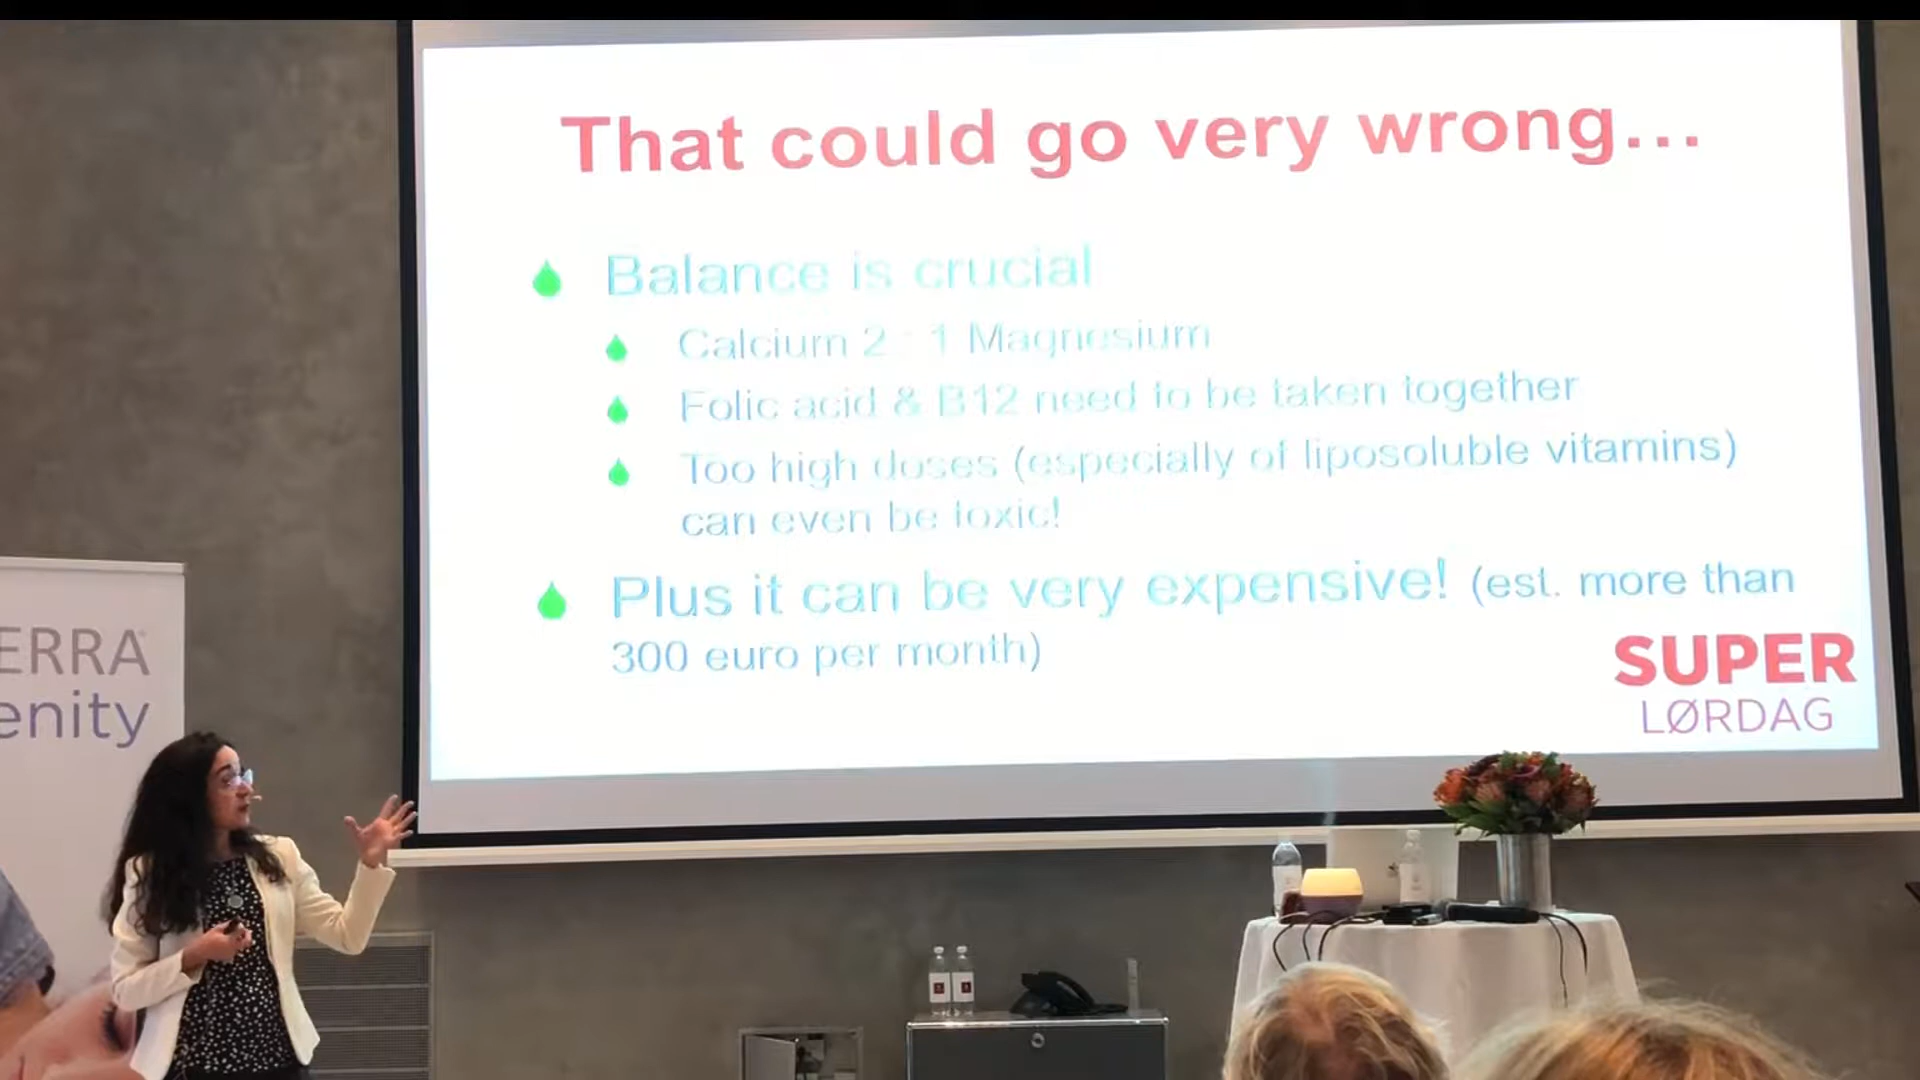 That could go very wrong...
Balance is crucial
Calcium 2 : 1 Magnesium
Folic acid & B12 need to be taken together
Too high doses (especially of liposoluble vitamins)
can even be toxic!
Plus it can be very expensive! (est. more than
300 euro per month)
SUPER
LØRDAG
ERRA
enity